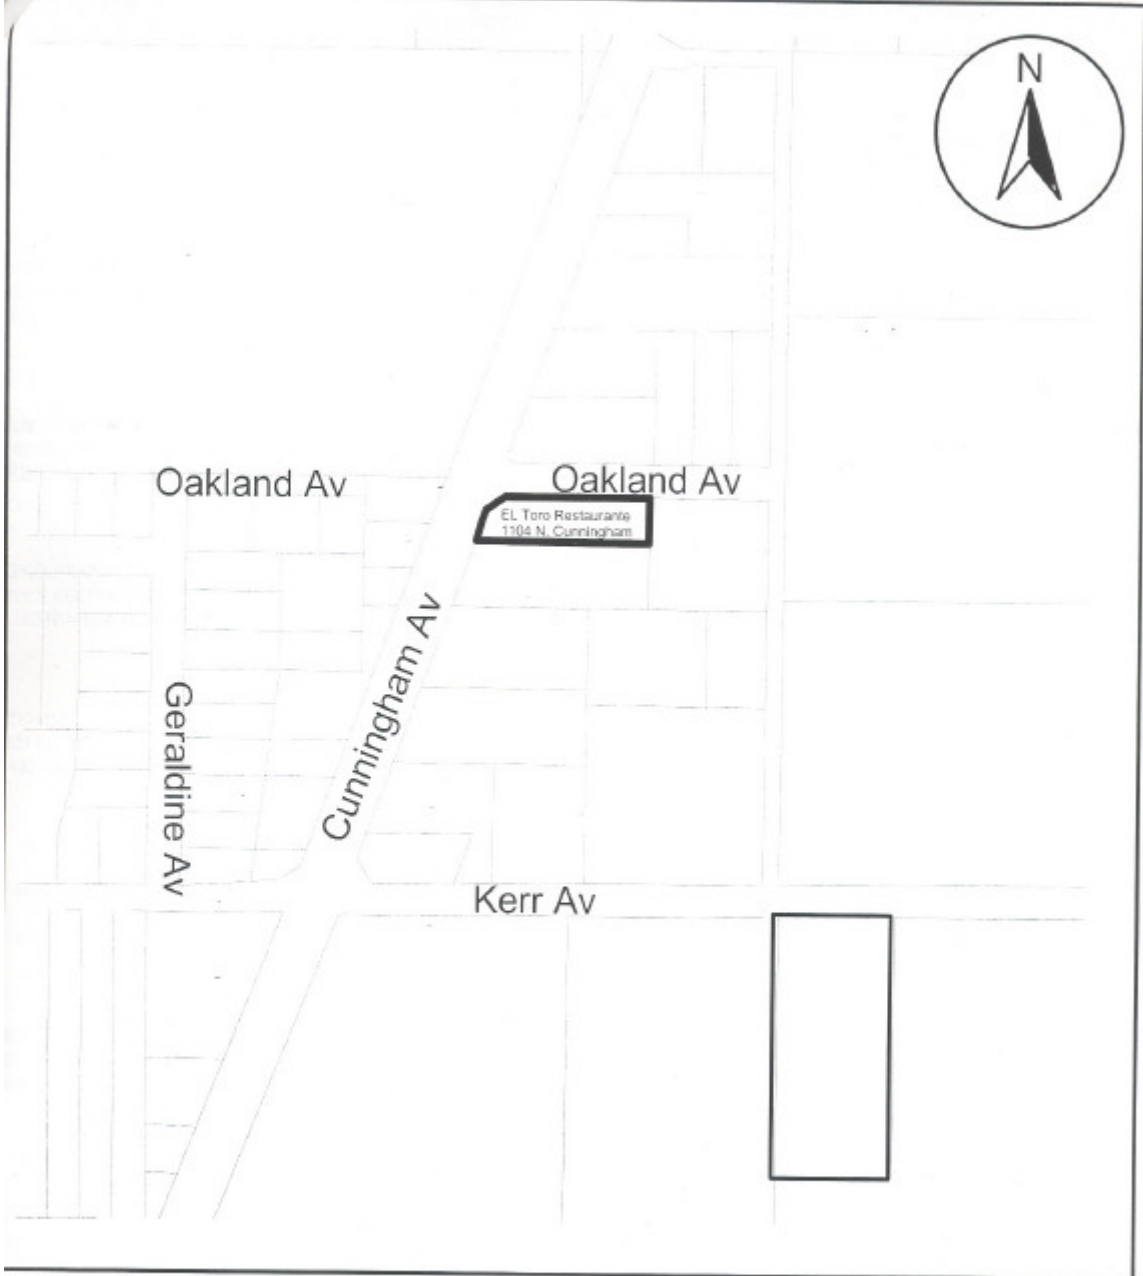 N
Oakland Av
Oakland Av
EL Toro Restaurante
1104 N. Cunningham
Cunningham Av
Geraldine Av
Kerr Av